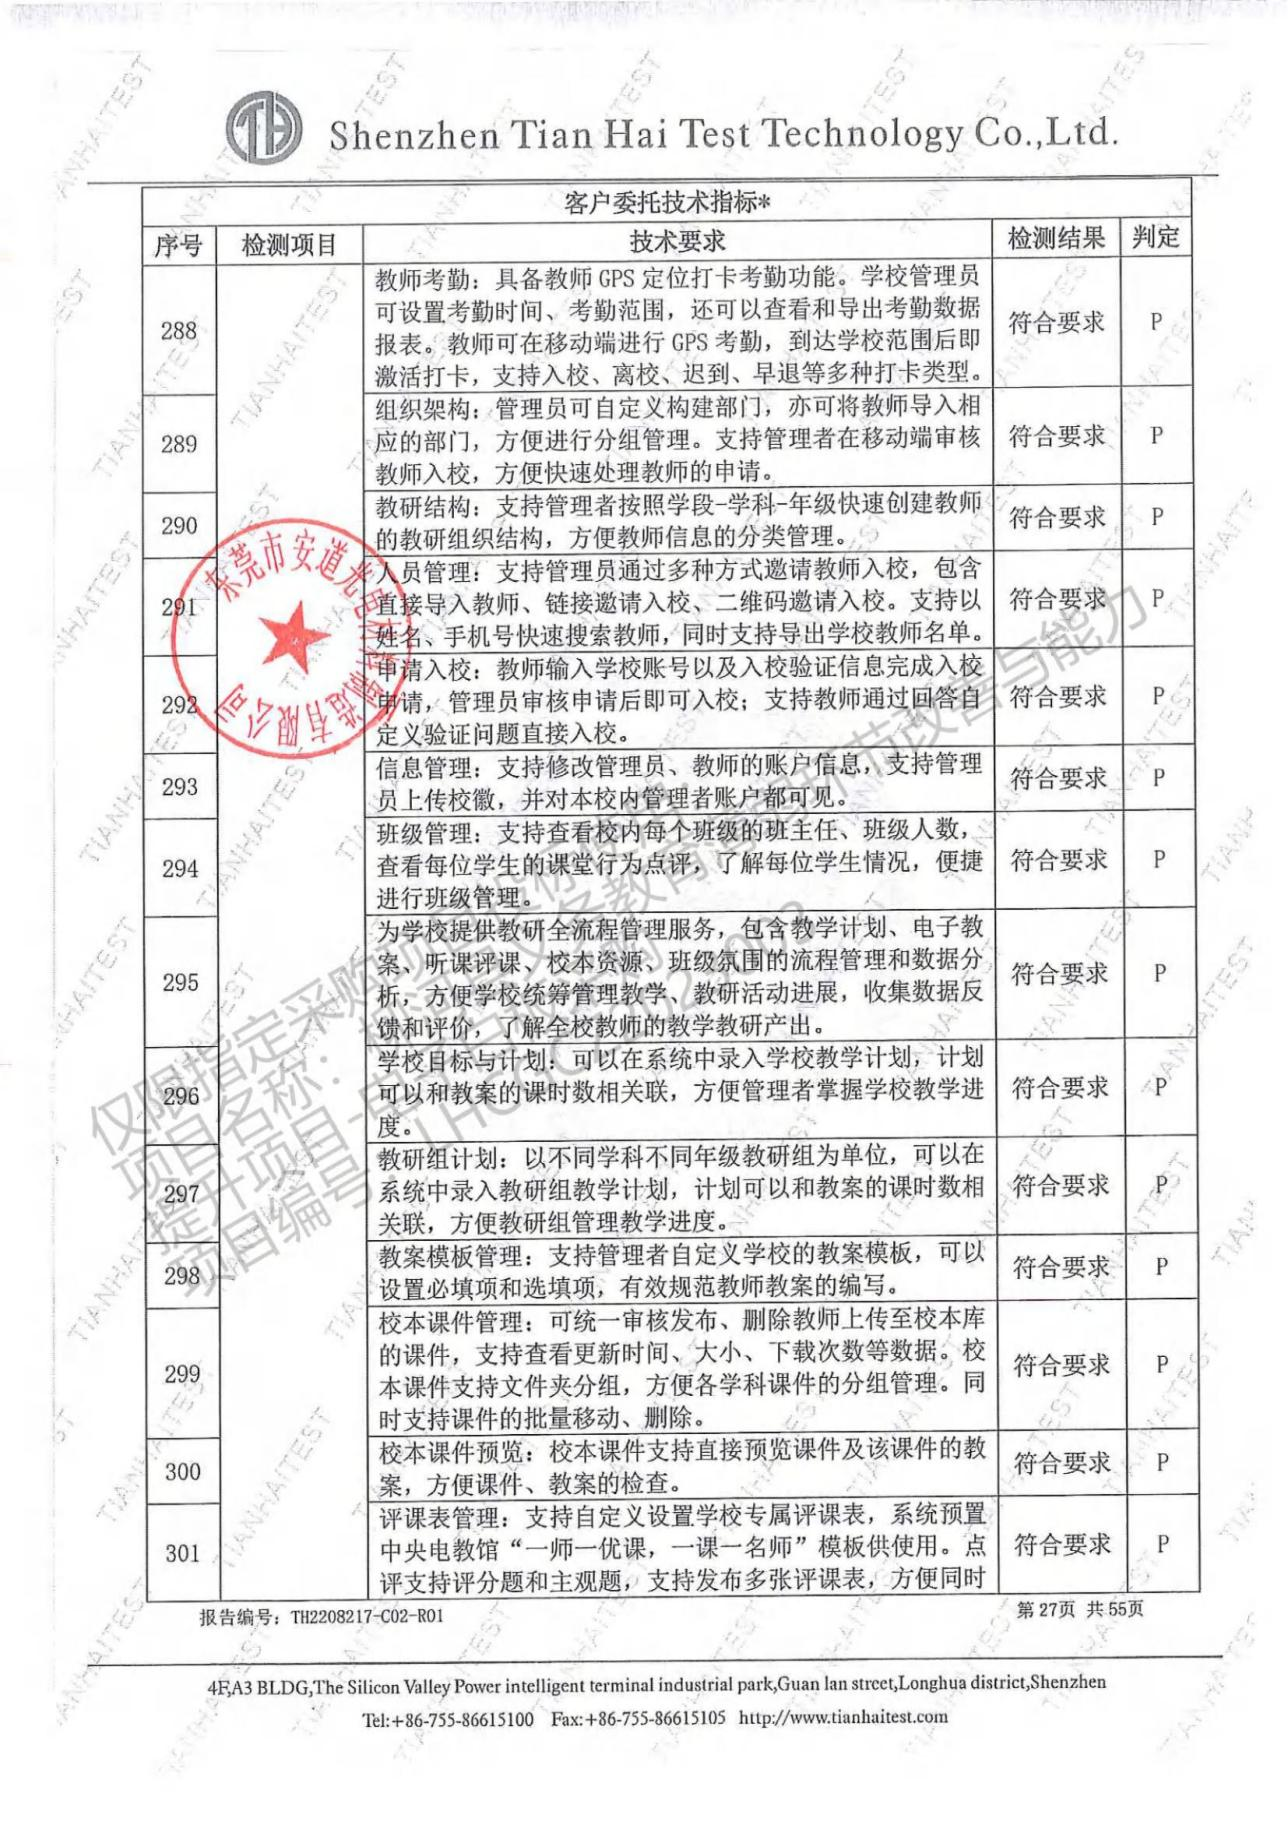 Shenzhen Tian Hai Test Technology Co.,Ltd.
客户委托技术指标*
序号 检测项目 技术要求 检测结果 判定
288
教师考勤：具备教师 GPS 定位打卡考勤功能。学校管理员
可设置考勤时间、考勤范围，还可以查看和导出考勤数据
报表。教师可在移动端进行 GPS 考勤，到达学校范围后即
激活打卡，支持入校、离校、迟到、早退等多种打卡类型。
符合要求 P
289
组织架构：管理员可自定义构建部门，亦可将教师导入相
应的部门，方便进行分组管理。支持管理者在移动端审核
教师入校，方便快速处理教师的申请。
符合要求 P
290
教研结构：支持管理者按照学段-学科-年级快速创建教师
的教研组织结构，方便教师信息的分类管理。
符合要求 P
291
人员管理：支持管理员通过多种方式邀请教师入校，包含
直接导入教师、链接邀请入校、二维码邀请入校。支持以
姓名、手机号快速搜索教师，同时支持导出学校教师名单。
符合要求 P
292
申请入校：教师输入学校账号以及入校验证信息完成入校
申请，管理员审核申请后即可入校；支持教师通过回答自
定义验证问题直接入校。
符合要求 P
293
信息管理：支持修改管理员、教师的账户信息，支持管理
员上传校徽，并对本校内管理者账户都可见。
符合要求 P
294
班级管理：支持查看校内每个班级的班主任、班级人数，
查看每位学生的课堂行为点评，了解每位学生情况，便捷
进行班级管理。
符合要求 P
295
为学校提供教研全流程管理服务，包含教学计划、电子教
案、听课评课、校本资源、班级氛围的流程管理和数据分
析，方便学校统筹管理教学、教研活动进展，收集数据反
馈和评价，了解全校教师的教学教研产出。
符合要求 P
296
学校目标与计划：可以在系统中录入学校教学计划，计划
可以和教案的课时数相关联，方便管理者掌握学校教学进
度。
符合要求 P
297
教研组计划：以不同学科不同年级教研组为单位，可以在
系统中录入教研组教学计划，计划可以和教案的课时数相
关联，方便教研组管理教学进度。
符合要求 P
298
教案模板管理：支持管理者自定义学校的教案模板，可以
设置必填项和选填项，有效规范教师教案的编写。
符合要求 P
299
校本课件管理：可统一审核发布、删除教师上传至校本库
的课件，支持查看更新时间、大小、下载次数等数据。校
本课件支持文件夹分组，方便各学科课件的分组管理。同
时支持课件的批量移动、删除。
符合要求 P
300
校本课件预览：校本课件支持直接预览课件及该课件的教
案，方便课件、教案的检查。
符合要求 P
301
评课表管理：支持自定义设置学校专属评课表，系统预置
中央电教馆“一师一优课，一课一名师”模板供使用。点
评支持评分题和主观题，支持发布多张评课表，方便同时
符合要求 P
报告编号：TH2208217-C02-R01 第 27页 共 55页
4F,A3 BLDG,The Silicon Valley Power intelligent terminal industrial park,Guan lan street,Longhua district,Shenzhen
Tel:+86-755-86615100 Fax:+86-755-86615105 http://www.tianhaitest.com